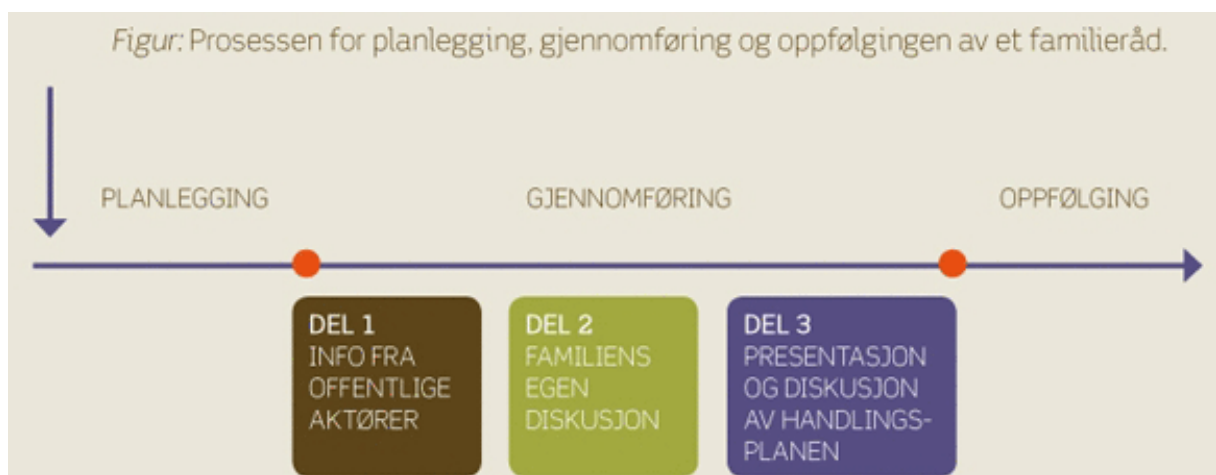 Figur: Prosessen for planlegging, gjennomføring og oppfølgingen av et familieråd.
PLANLEGGING
GJENNOMFØRING
OPPFØLGING
DEL 1
INFO FRA
OFFENTLIGE
AKTØRER
DEL 2
FAMILIENS
EGEN
DISKUSJON
DEL 3
PRESENTASJON
OG DISKUSJON
AV HANDLINGS-
PLANEN